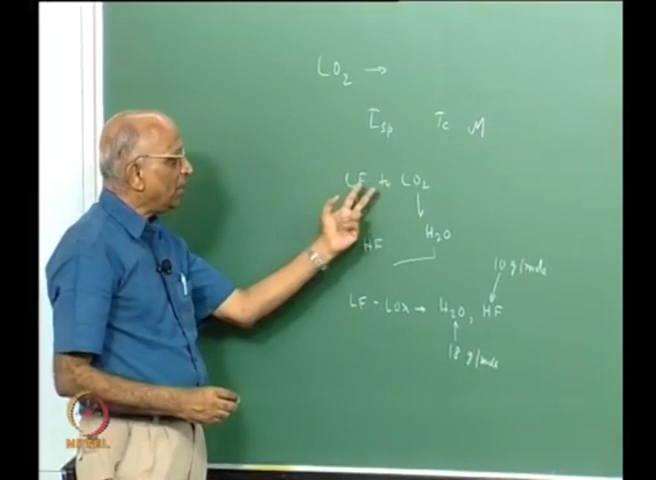 LO2 →
Isp Tc M
LF to LO2
↓
HF H2O
10 g/mole
LF - LOx → H2O, HF
18 g/mole
NPTEL